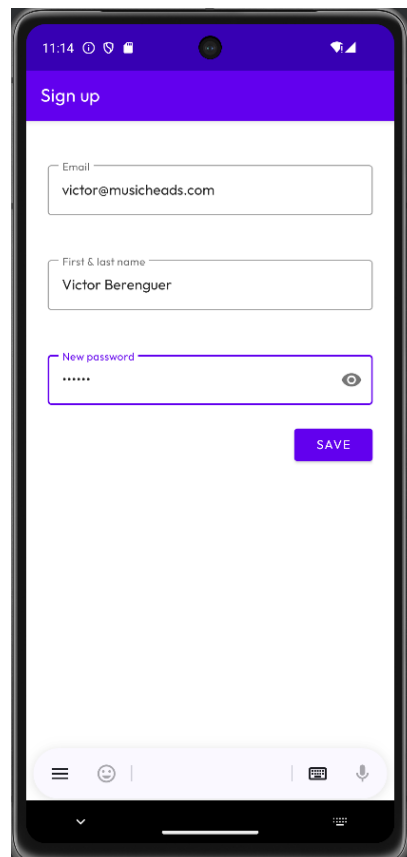 11:14
Sign up
Email
victor@musicheads.com
First & last name
Victor Berenguer
New password
••••••
SAVE